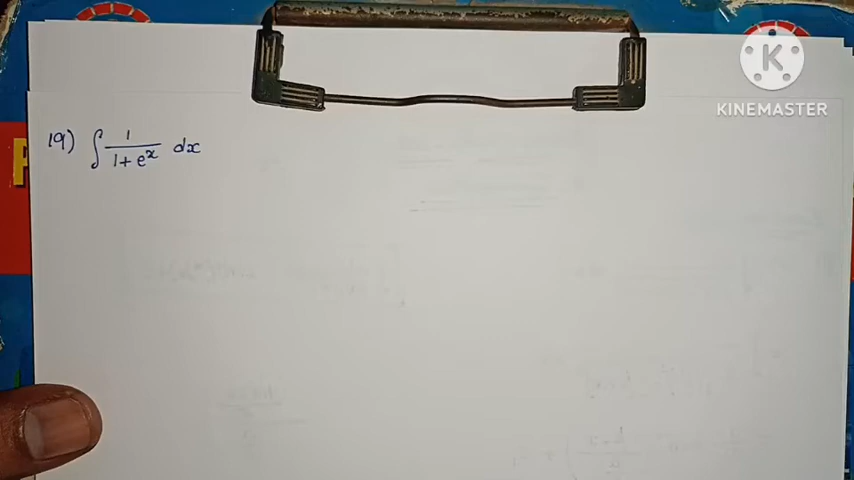 19) ∫ 1/(1+e^x) dx
K
KINEMASTER